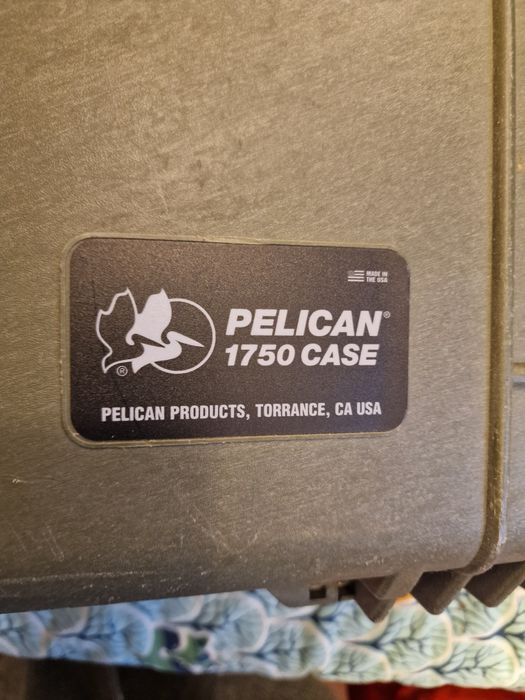 MADE IN
THE USA
PELICAN®
1750 CASE
®
PELICAN PRODUCTS, TORRANCE, CA USA